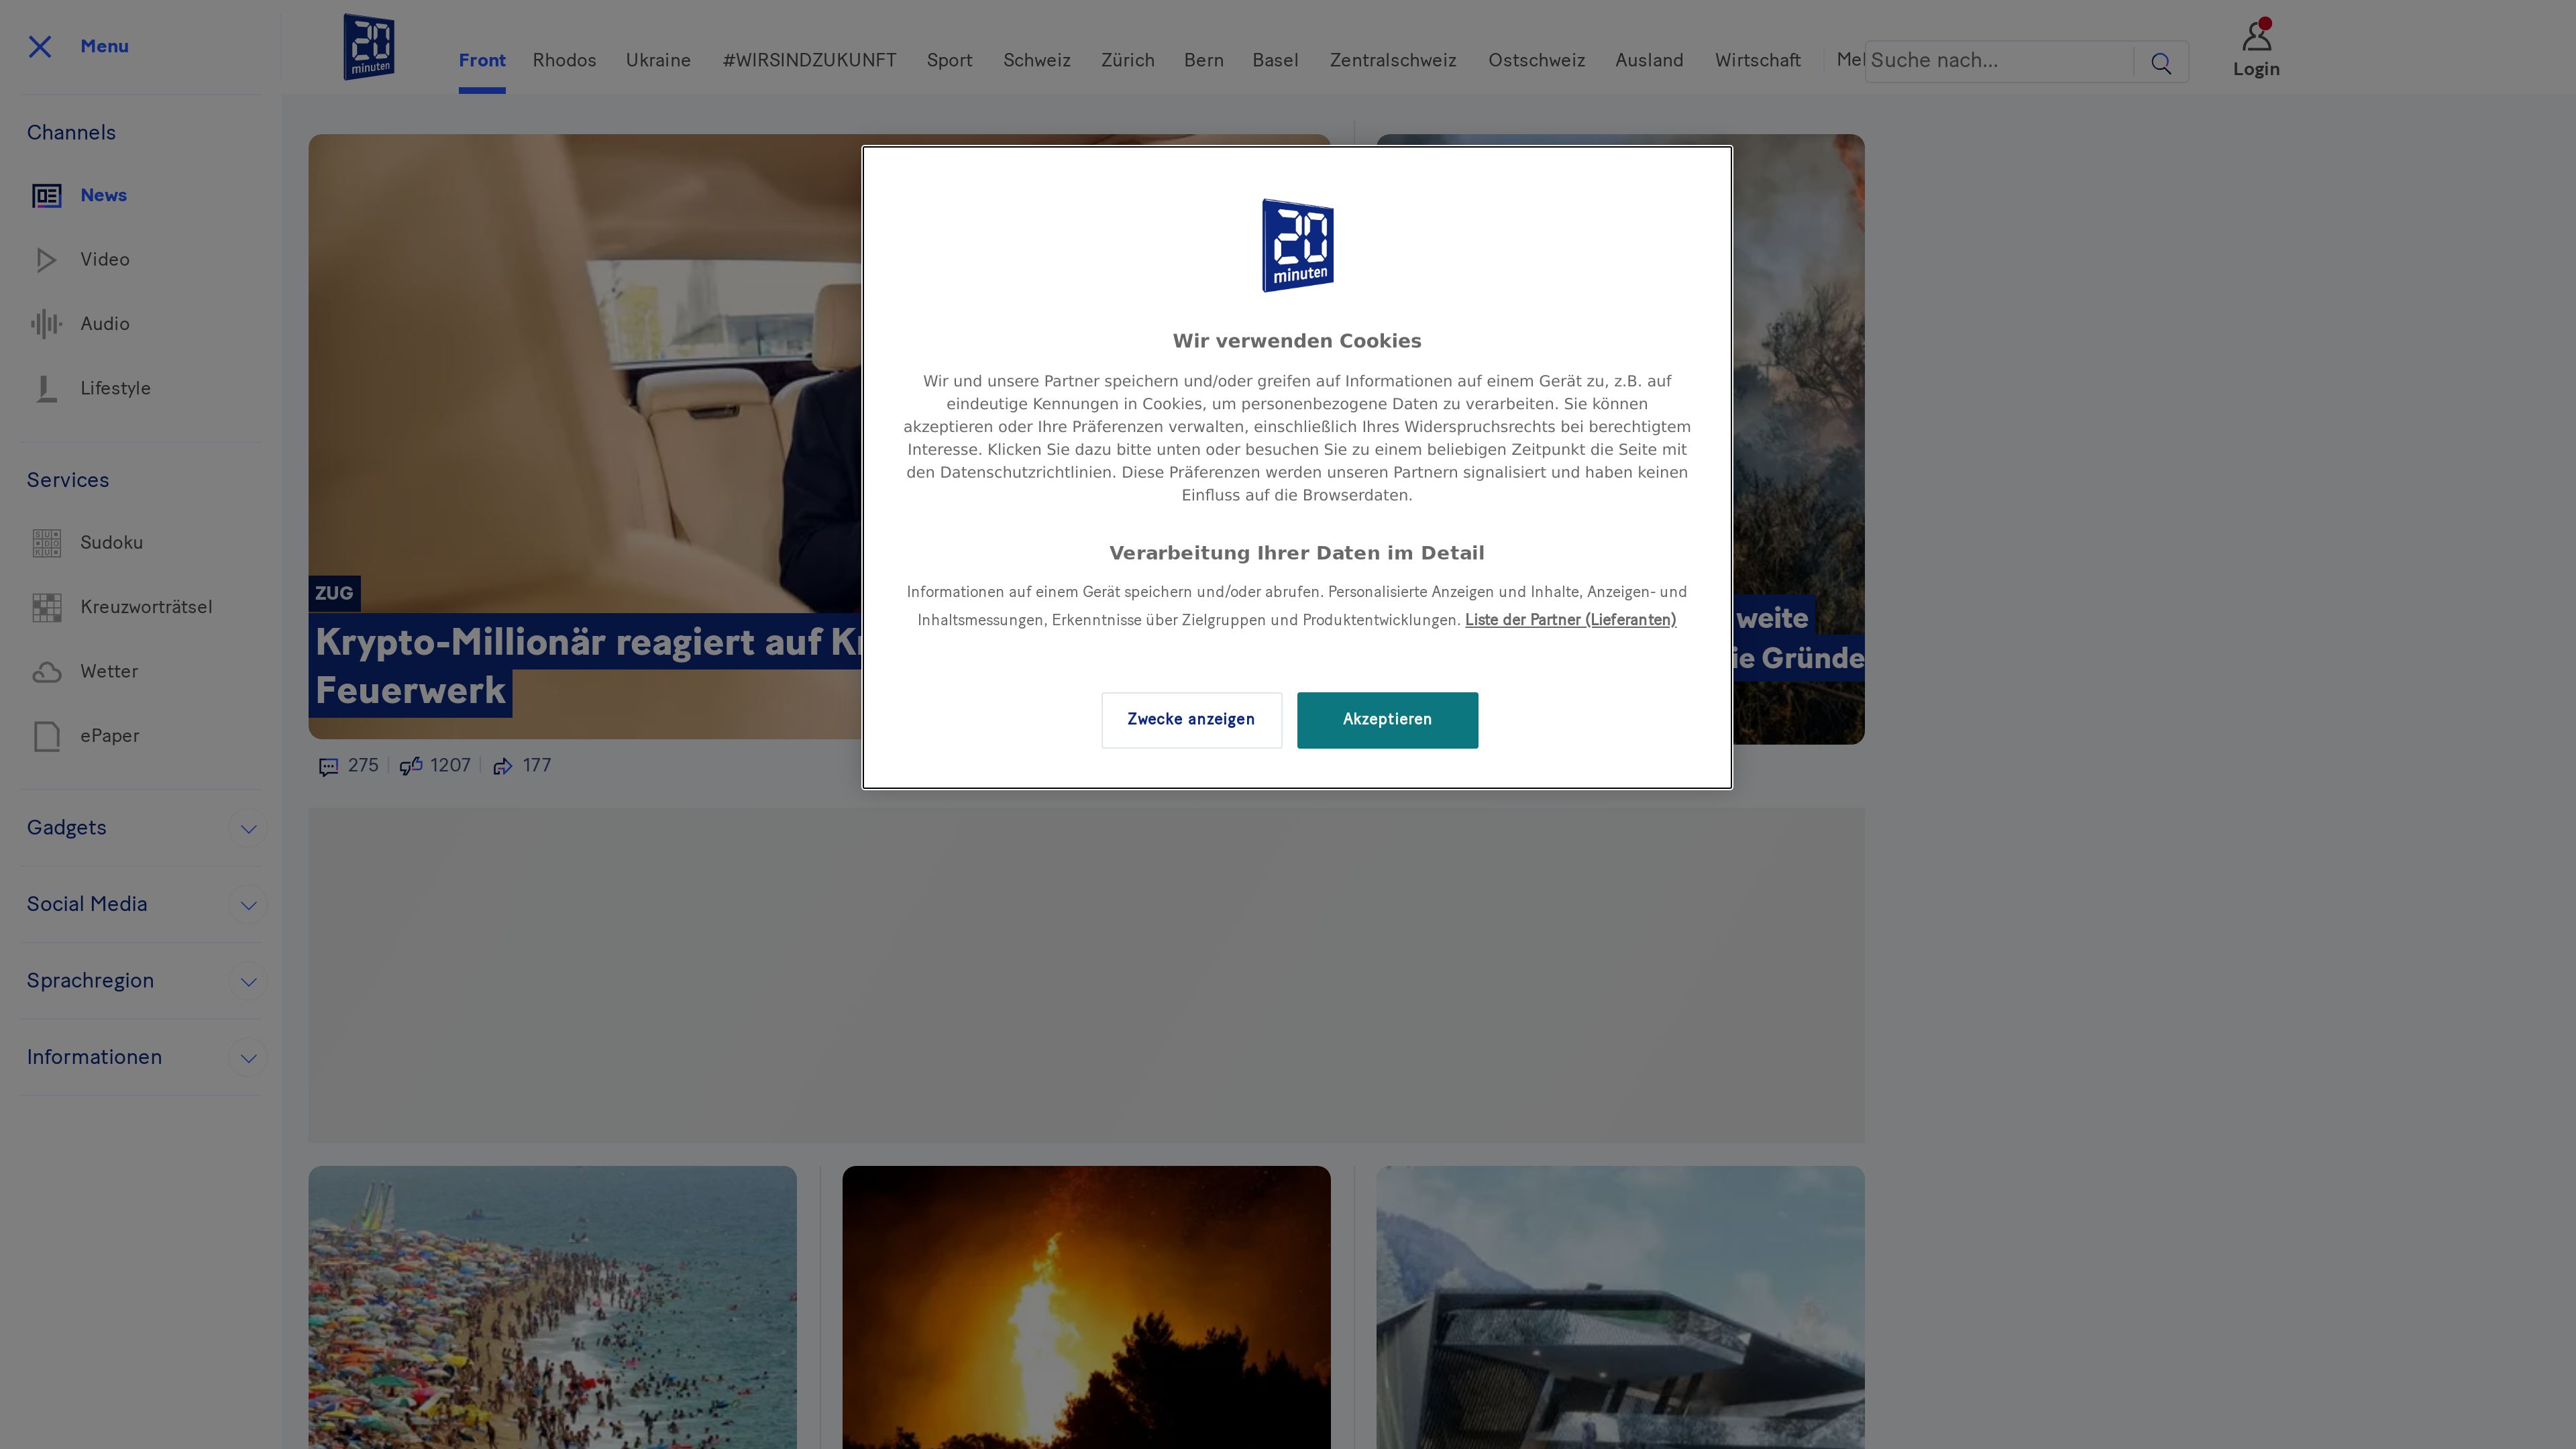 Menu
20
minuten
Front
Rhodos
Ukraine
#WIRSINDZUKUNFT
Sport
Schweiz
Zürich
Bern
Basel
Zentralschweiz
Ostschweiz
Ausland
Wirtschaft
Suche nach...
Login
Channels
News
Video
Audio
Lifestyle
Services
SUDOKU
Sudoku
Kreuzworträtsel
Wetter
ePaper
Gadgets
Social Media
Sprachregion
Informationen
ZUG
Krypto-Millionär reagiert auf
Feuerwerk
275
1207
177
weite
Gründe
20
minuten
Wir verwenden Cookies
Wir und unsere Partner speichern und/oder greifen auf Informationen auf einem Gerät zu, z.B. auf
eindeutige Kennungen in Cookies, um personenbezogene Daten zu verarbeiten. Sie können
akzeptieren oder Ihre Präferenzen verwalten, einschließlich Ihres Widerspruchsrechts bei berechtigtem
Interesse. Klicken Sie dazu bitte unten oder besuchen Sie zu einem beliebigen Zeitpunkt die Seite mit
den Datenschutzrichtlinien. Diese Präferenzen werden unseren Partnern signalisiert und haben keinen
Einfluss auf die Browserdaten.
Verarbeitung Ihrer Daten im Detail
Informationen auf einem Gerät speichern und/oder abrufen. Personalisierte Anzeigen und Inhalte, Anzeigen- und
Inhaltsmessungen, Erkenntnisse über Zielgruppen und Produktentwicklungen. Liste der Partner (Lieferanten)
Zwecke anzeigen
Akzeptieren